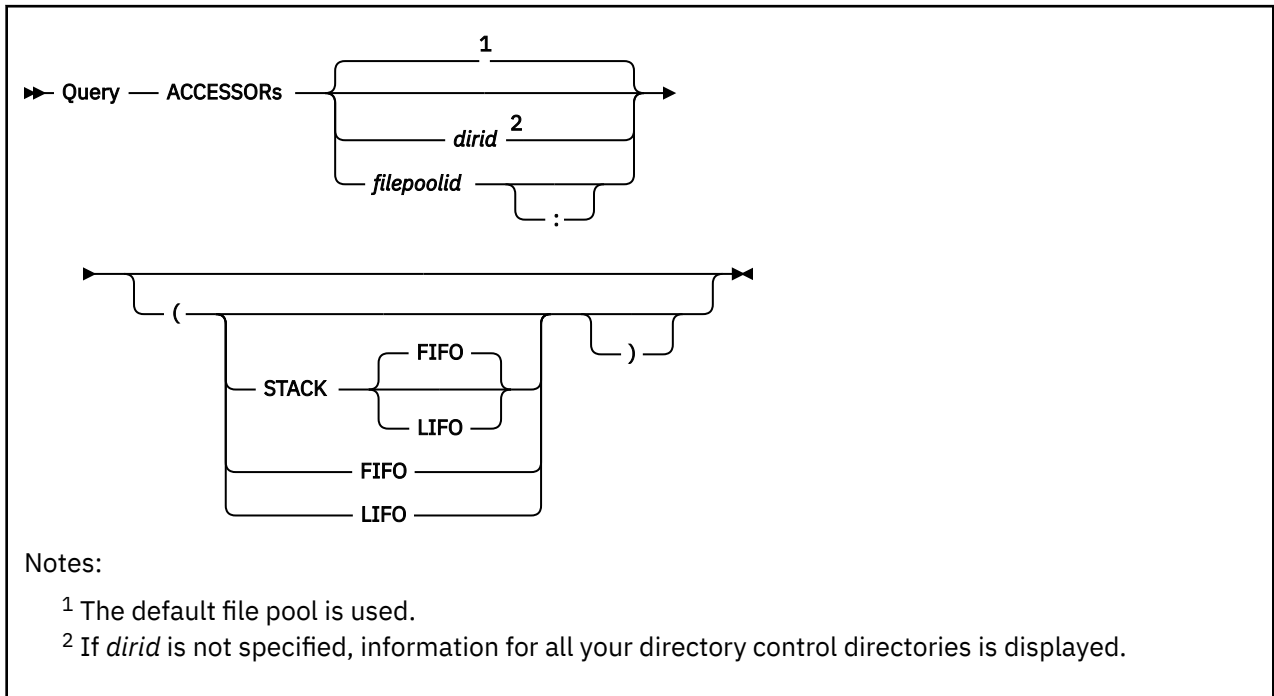 1
Query ACCESSORs
dirid 2
filepoolid
:
(
FIFO
STACK
LIFO
)
FIFO
LIFO
Notes:
1 The default file pool is used.
2 If dirid is not specified, information for all your directory control directories is displayed.